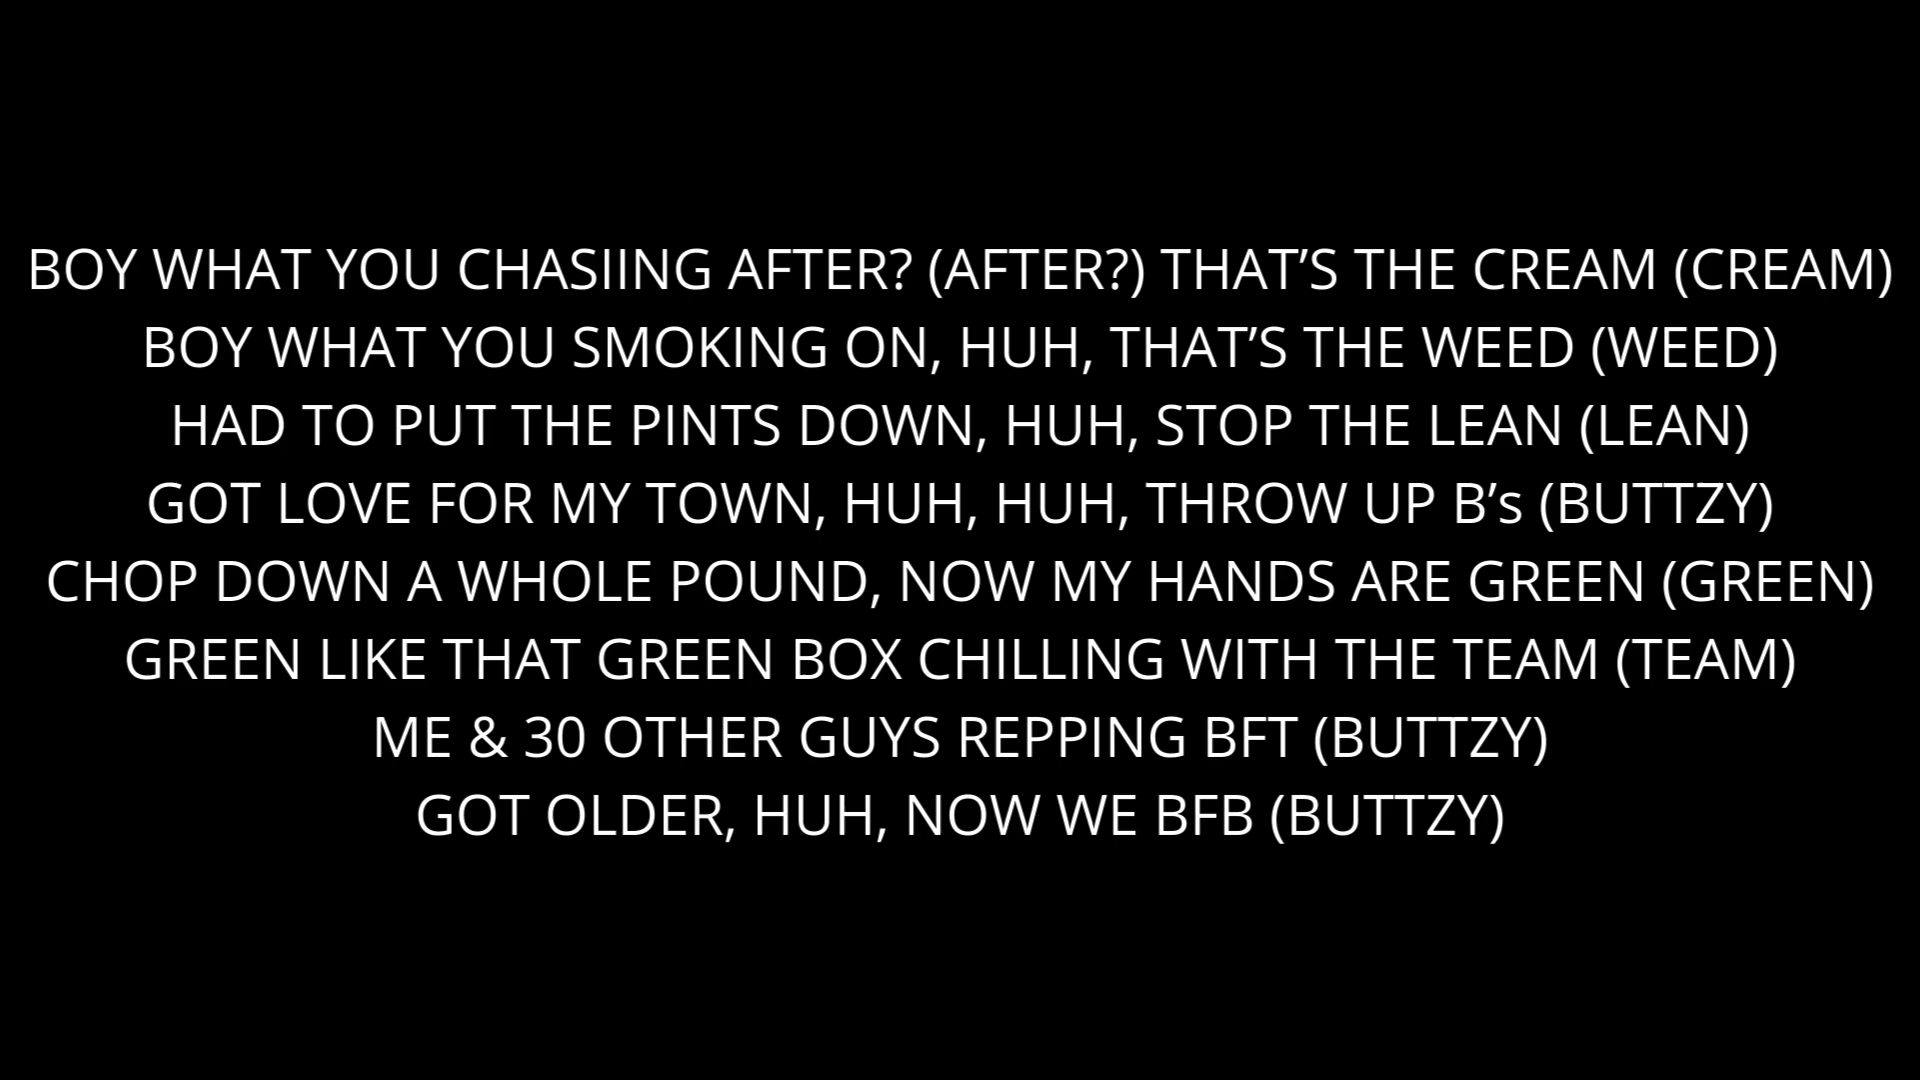 BOY WHAT YOU CHASIING AFTER? (AFTER?) THAT’S THE CREAM (CREAM)
BOY WHAT YOU SMOKING ON, HUH, THAT’S THE WEED (WEED)
HAD TO PUT THE PINTS DOWN, HUH, STOP THE LEAN (LEAN)
GOT LOVE FOR MY TOWN, HUH, HUH, THROW UP B’s (BUTTZY)
CHOP DOWN A WHOLE POUND, NOW MY HANDS ARE GREEN (GREEN)
GREEN LIKE THAT GREEN BOX CHILLING WITH THE TEAM (TEAM)
ME & 30 OTHER GUYS REPPING BFT (BUTTZY)
GOT OLDER, HUH, NOW WE BFB (BUTTZY)